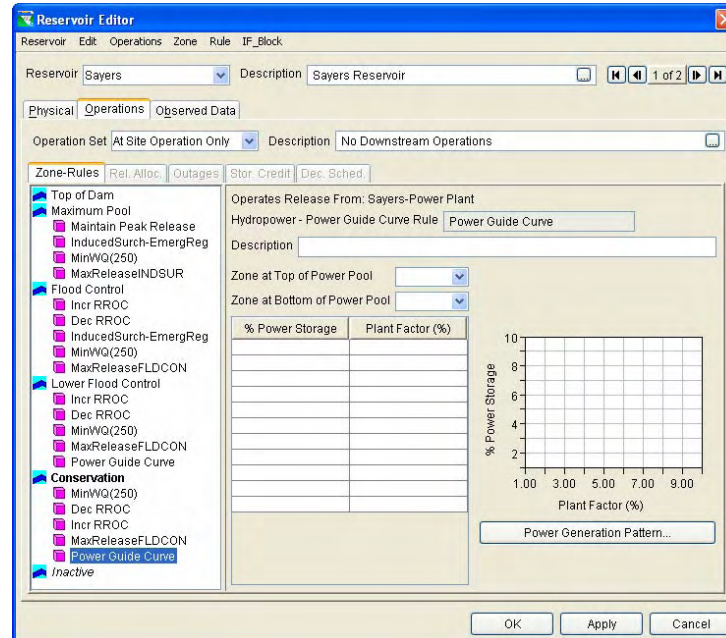 Reservoir Editor
Reservoir Edit Operations Zone Rule IF_Block
Reservoir Sayers Description Sayers Reservoir ... 1 of 2
Physical Operations Observed Data
Operation Set At Site Operation Only Description No Downstream Operations ...
Zone-Rules Rel. Alloc. Outages Stor. Credit Dec. Sched.
Top of Dam
Maximum Pool
Maintain Peak Release
InducedSurch-EmergReg
MinWQ(250)
MaxReleaseINDSUR
Flood Control
Incr RROC
Dec RROC
InducedSurch-EmergReg
MinWQ(250)
MaxReleaseFLDCON
Lower Flood Control
Incr RROC
Dec RROC
MinWQ(250)
MaxReleaseFLDCON
Power Guide Curve
Conservation
MinWQ(250)
Dec RROC
Incr RROC
MaxReleaseFLDCON
Power Guide Curve
Inactive
Operates Release From: Sayers-Power Plant
Hydropower - Power Guide Curve Rule Power Guide Curve
Description
Zone at Top of Power Pool
Zone at Bottom of Power Pool
% Power Storage Plant Factor (%)
% Power Storage
10
8
6
4
2
1.00 3.00 5.00 7.00 9.00
Plant Factor (%)
Power Generation Pattern...
OK Apply Cancel